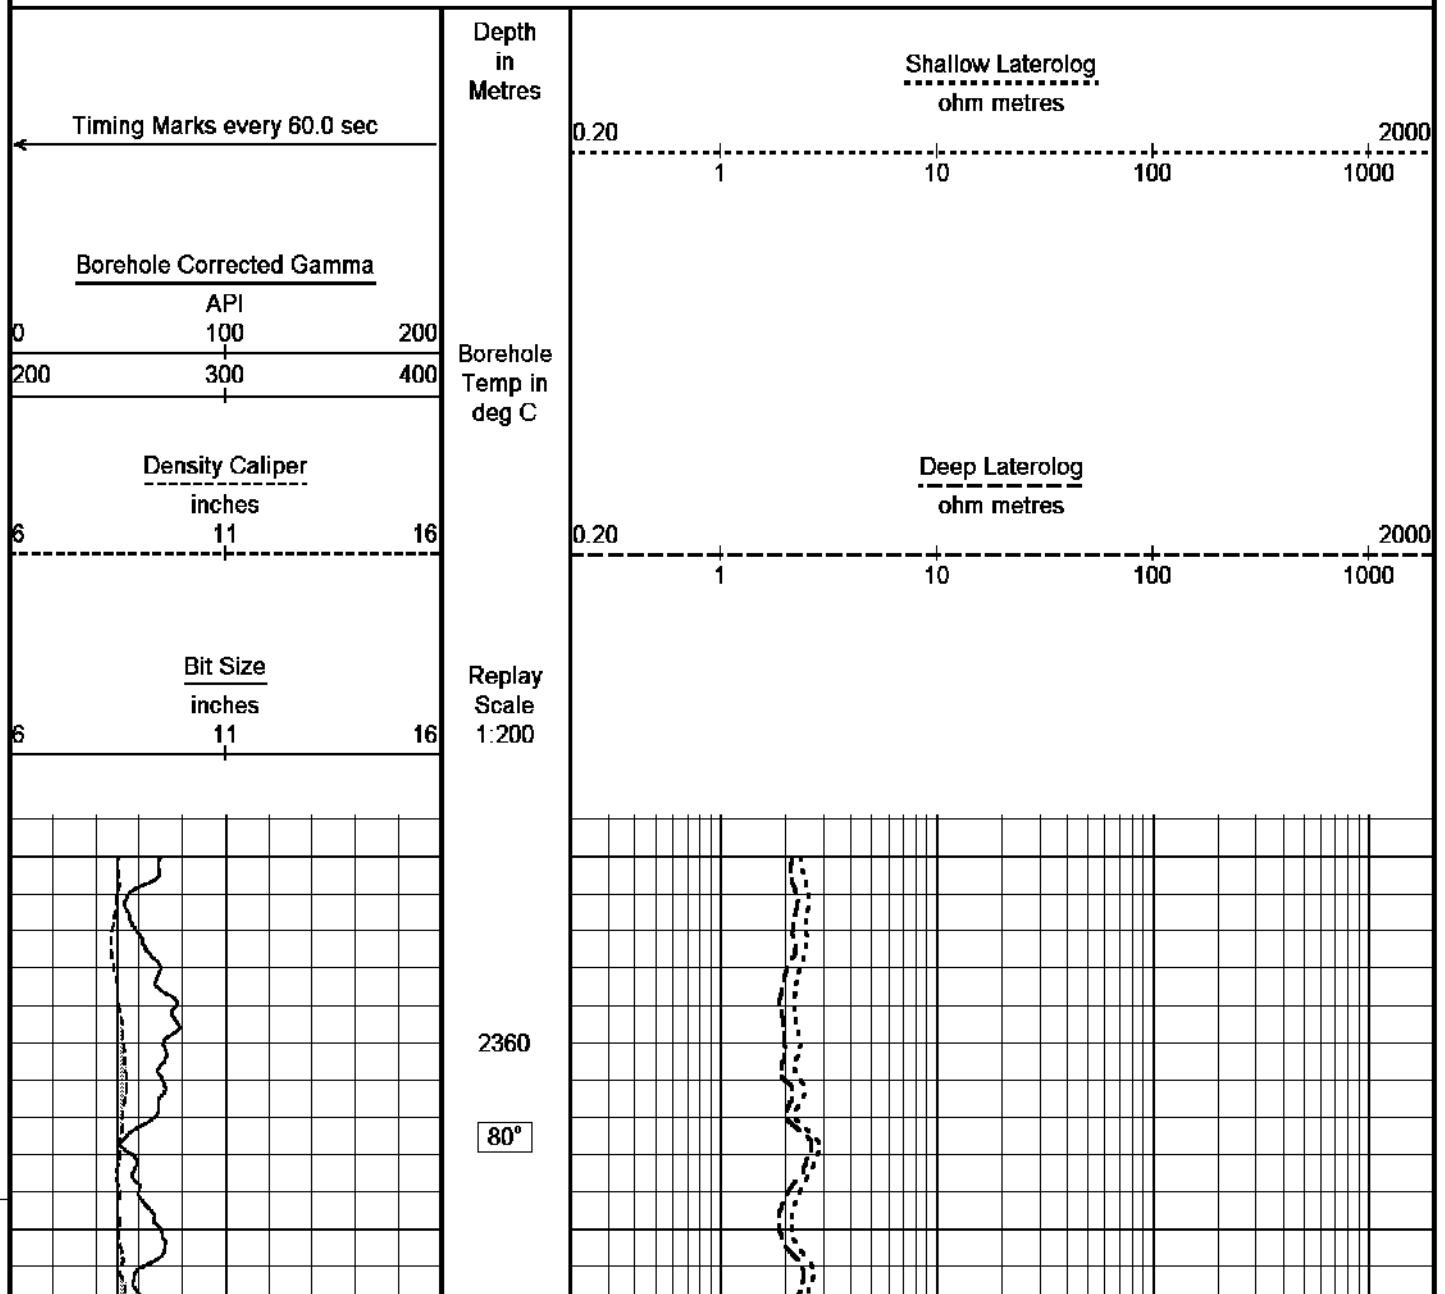 Timing Marks every 60.0 sec
Borehole Corrected Gamma
API
0 100 200
200 300 400
Density Caliper
inches
6 11 16
Bit Size
inches
6 11 16
Depth
in
Metres
Borehole
Temp in
deg C
Replay
Scale
1:200
2360
80°
Shallow Laterolog
ohm metres
0.20 2000
1 10 100 1000
Deep Laterolog
ohm metres
0.20 2000
1 10 100 1000